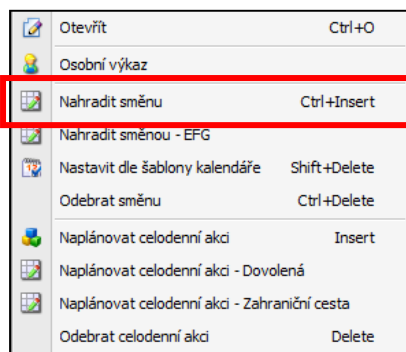 Otevřít Ctrl+O
Osobní výkaz
Nahradit směnu Ctrl+Insert
Nahradit směnou - EFG
Nastavit dle šablony kalendáře Shift+Delete
Odebrat směnu Ctrl+Delete
Naplánovat celodenní akci Insert
Naplánovat celodenní akci - Dovolená
Naplánovat celodenní akci - Zahraniční cesta
Odebrat celodenní akci Delete